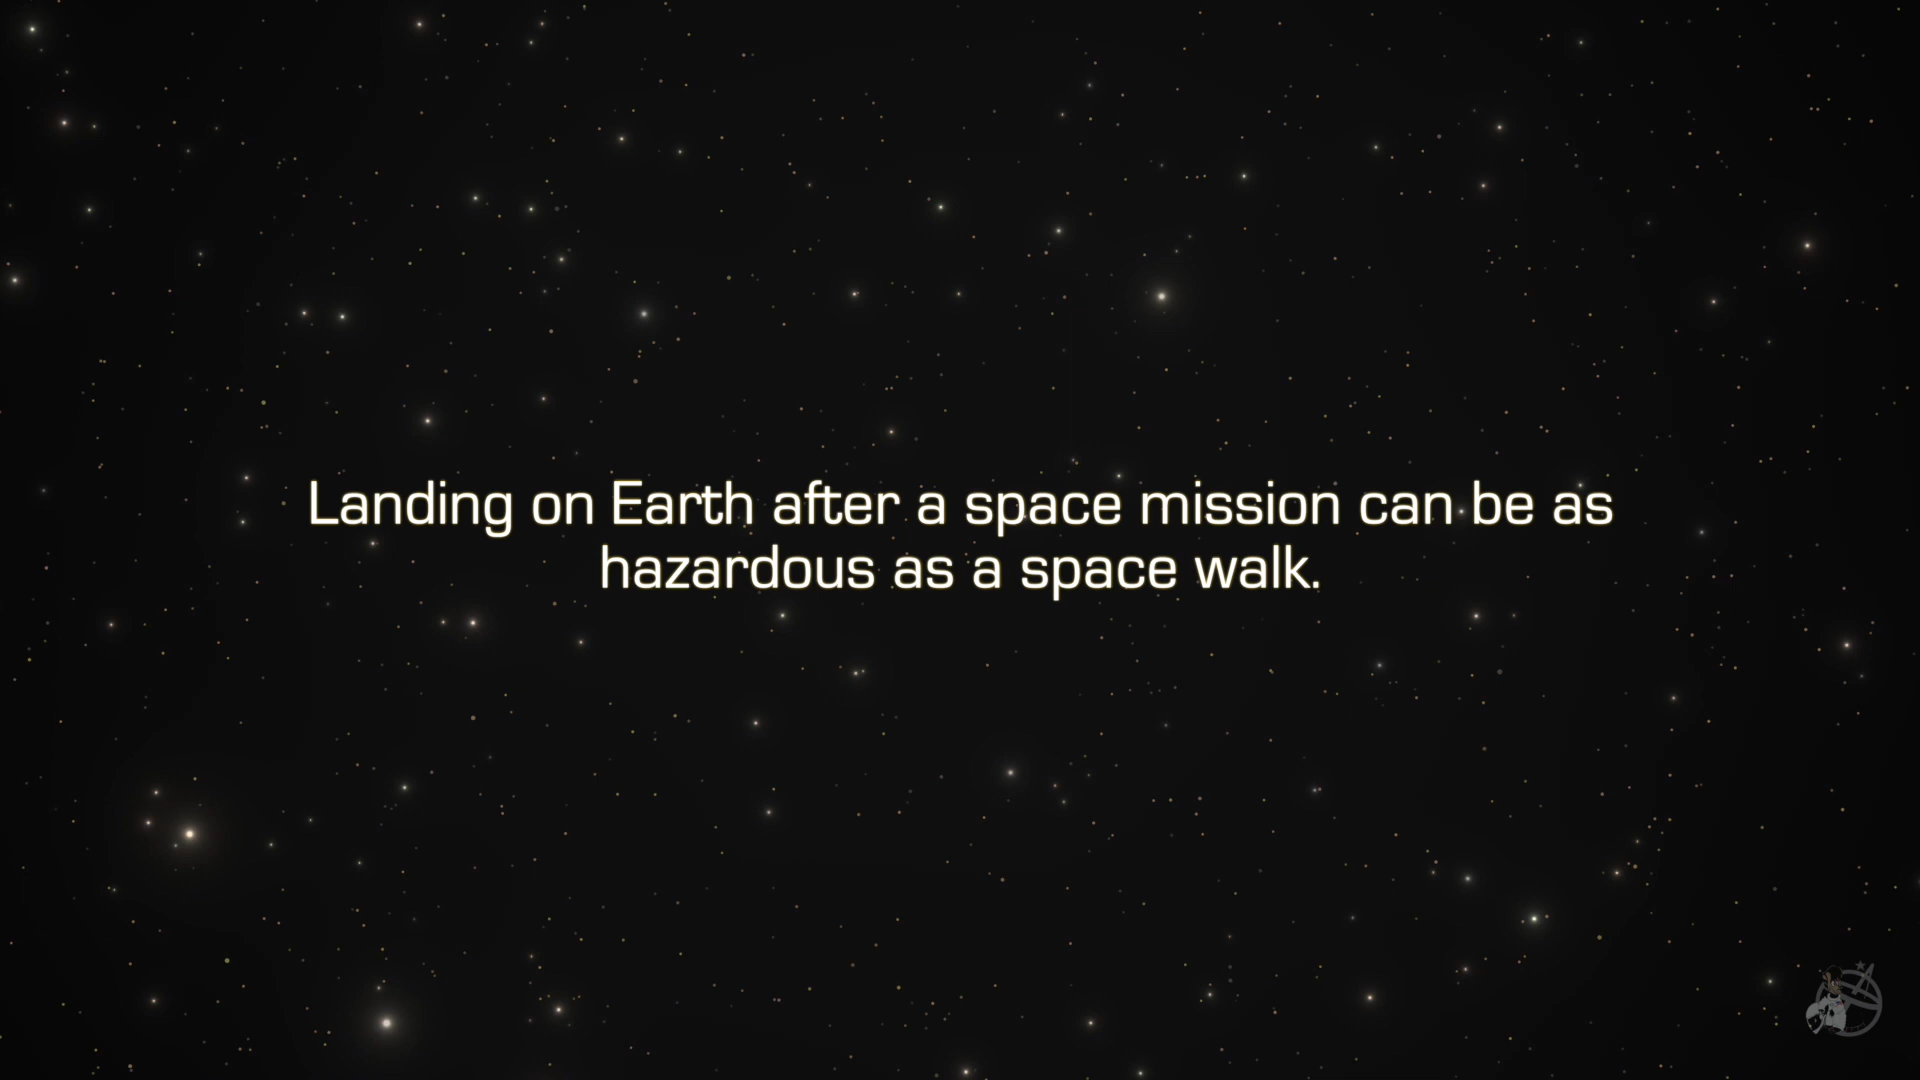 Landing on Earth after a space mission can be as
hazardous as a space walk.